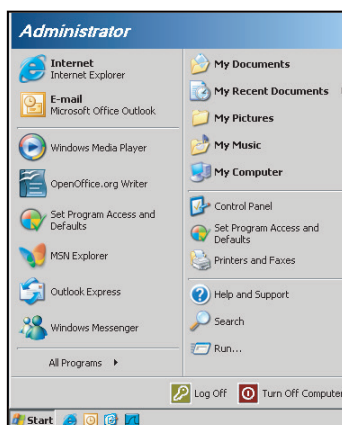 Administrator
Internet
Internet Explorer
E-mail
Microsoft Office Outlook
Windows Media Player
OpenOffice.org Writer
Set Program Access and
Defaults
MSN Explorer
Outlook Express
Windows Messenger
All Programs
My Documents
My Recent Documents
My Pictures
My Music
My Computer
Control Panel
Set Program Access and
Defaults
Printers and Faxes
Help and Support
Search
Run...
Log Off
Turn Off Computer
Start